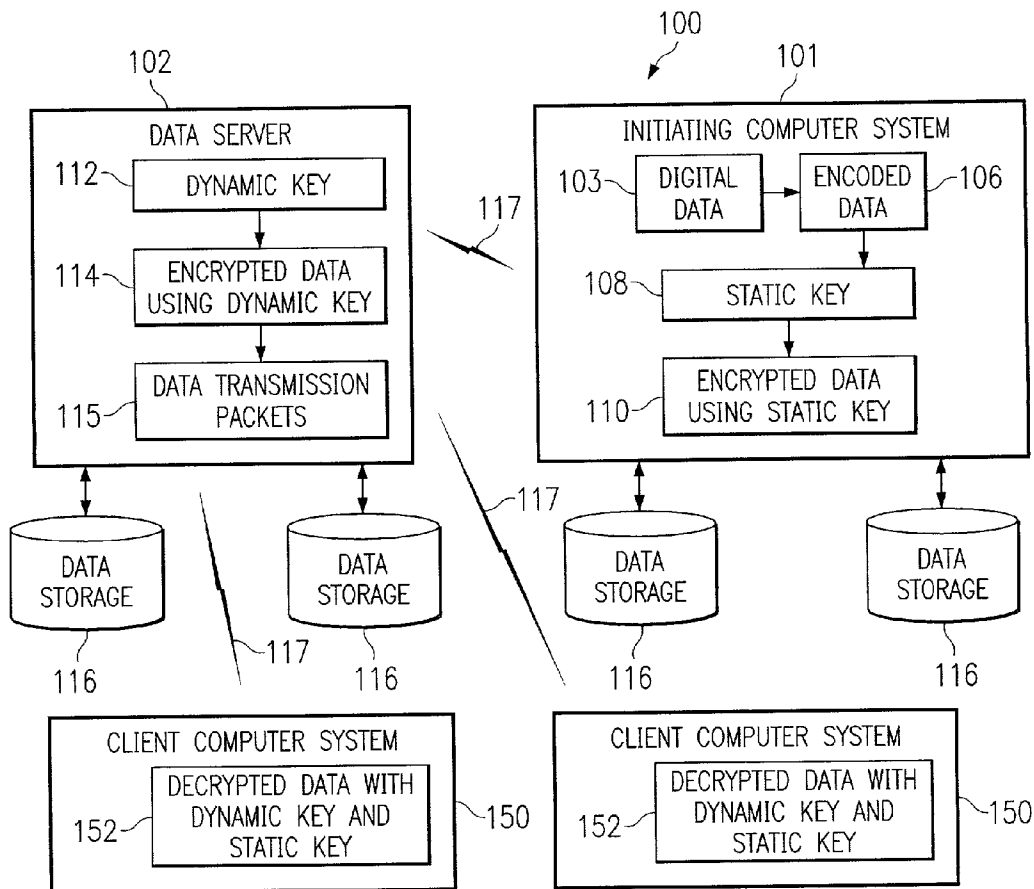 100
102
101
DATA SERVER
112
DYNAMIC KEY
114
ENCRYPTED DATA
USING DYNAMIC KEY
115
DATA TRANSMISSION
PACKETS
117
INITIATING COMPUTER SYSTEM
103
DIGITAL
DATA
ENCODED
DATA
106
108
STATIC KEY
110
ENCRYPTED DATA
USING STATIC KEY
DATA
STORAGE
116
117
DATA
STORAGE
116
117
DATA
STORAGE
116
DATA
STORAGE
116
CLIENT COMPUTER SYSTEM
152
DECRYPTED DATA WITH
DYNAMIC KEY AND
STATIC KEY
150
CLIENT COMPUTER SYSTEM
152
DECRYPTED DATA WITH
DYNAMIC KEY AND
STATIC KEY
150